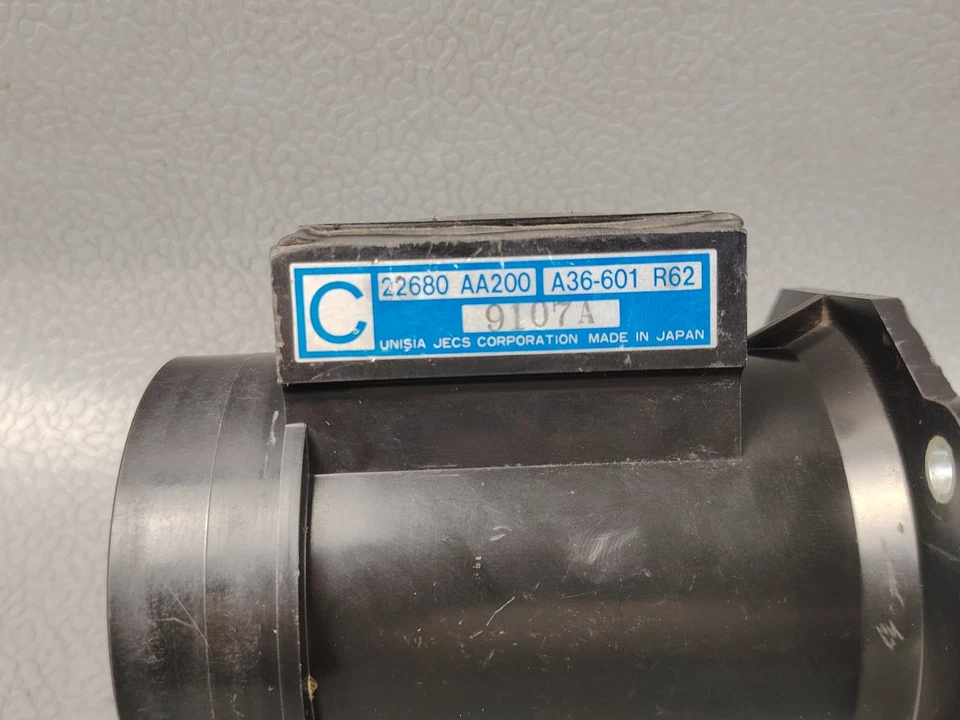 C
22680 AA200 A36-601 R62
9107A
UNISIA JECS CORPORATION MADE IN JAPAN